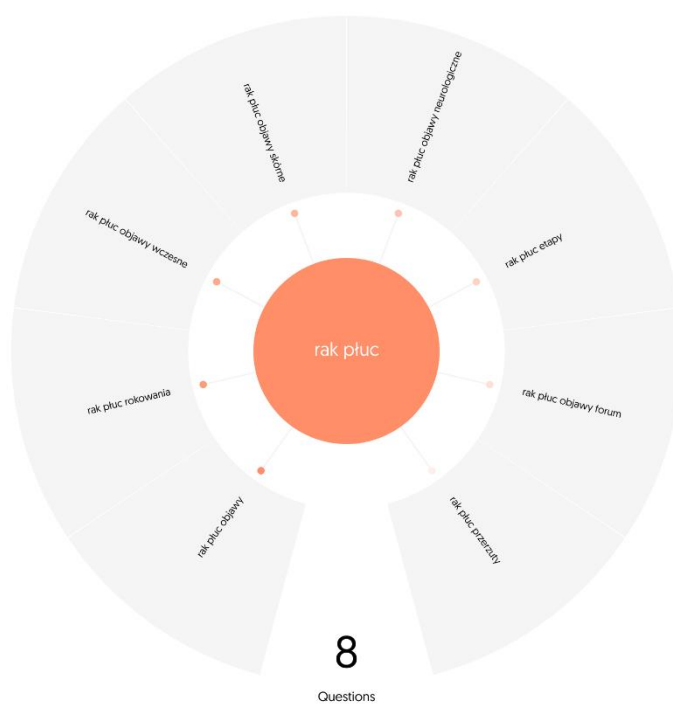 rak płuc objawy
rak płuc rokowania
rak płuc objawy wczesne
rak płuc objawy skórne
rak płuc objawy neurologiczne
rak płuc etapy
rak płuc objawy forum
rak płuc przerzuty
rak płuc
8
Questions